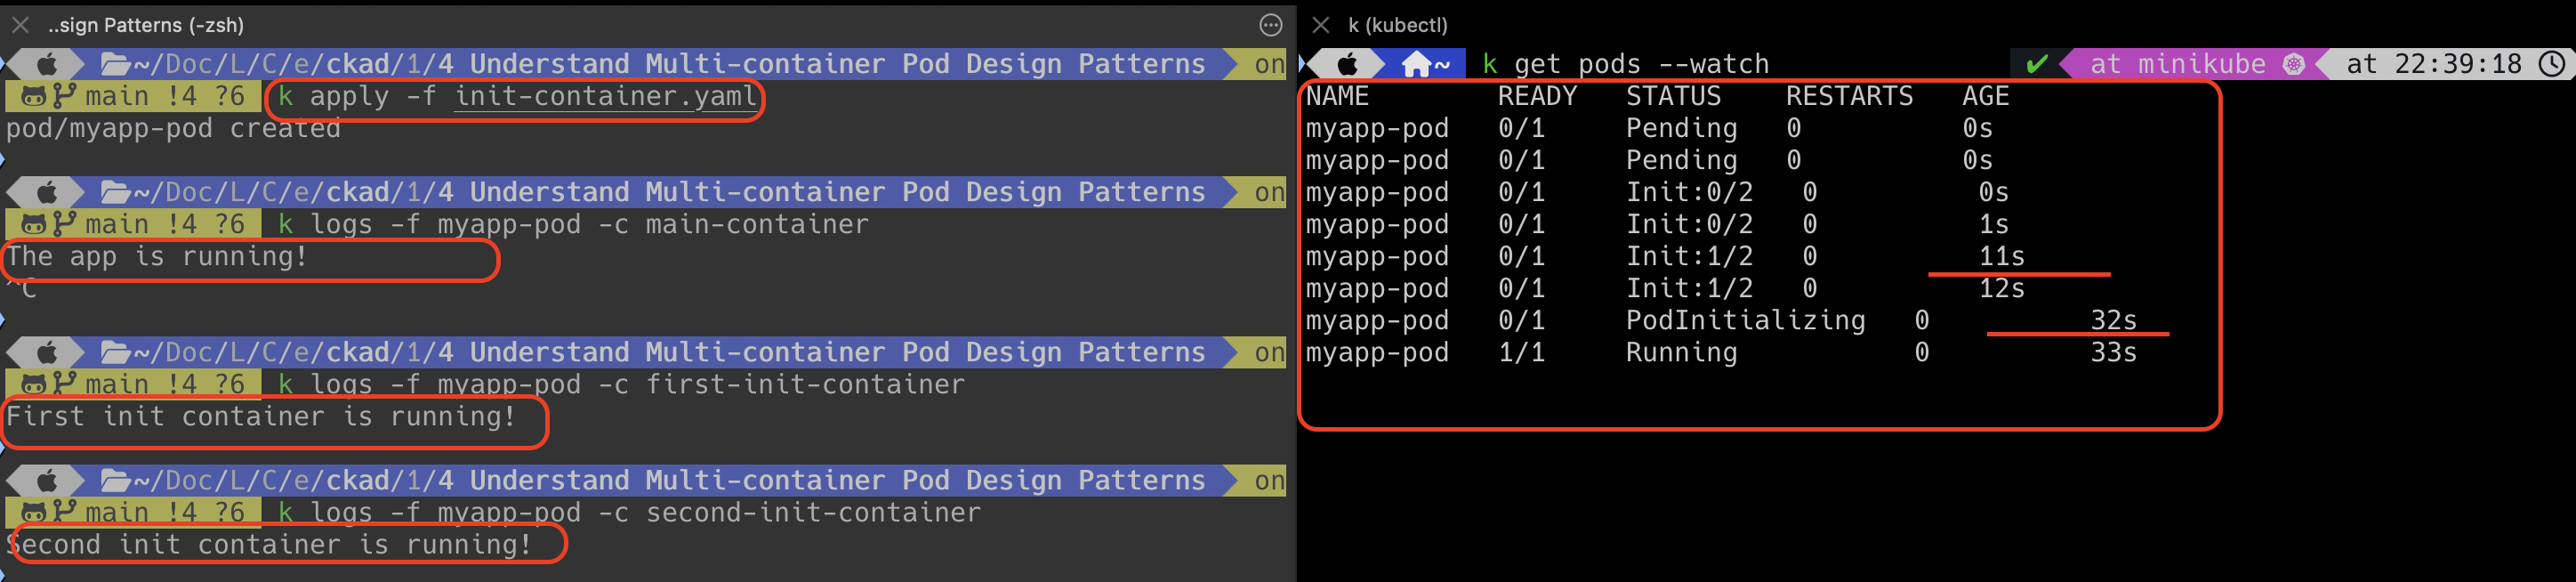 ..sign Patterns (-zsh)
~/Doc/L/C/e/ckad/1/4 Understand Multi-container Pod Design Patterns on
main !4 ?6 k apply -f init-container.yaml
pod/myapp-pod created
~/Doc/L/C/e/ckad/1/4 Understand Multi-container Pod Design Patterns on
main !4 ?6 k logs -f myapp-pod -c main-container
The app is running!
^C
~/Doc/L/C/e/ckad/1/4 Understand Multi-container Pod Design Patterns on
main !4 ?6 k logs -f myapp-pod -c first-init-container
First init container is running!
~/Doc/L/C/e/ckad/1/4 Understand Multi-container Pod Design Patterns on
main !4 ?6 k logs -f myapp-pod -c second-init-container
Second init container is running!
k (kubectl)
~ k get pods --watch ✔ at minikube at 22:39:18
NAME READY STATUS RESTARTS AGE
myapp-pod 0/1 Pending 0 0s
myapp-pod 0/1 Pending 0 0s
myapp-pod 0/1 Init:0/2 0 0s
myapp-pod 0/1 Init:0/2 0 1s
myapp-pod 0/1 Init:1/2 0 11s
myapp-pod 0/1 Init:1/2 0 12s
myapp-pod 0/1 PodInitializing 0 32s
myapp-pod 1/1 Running 0 33s